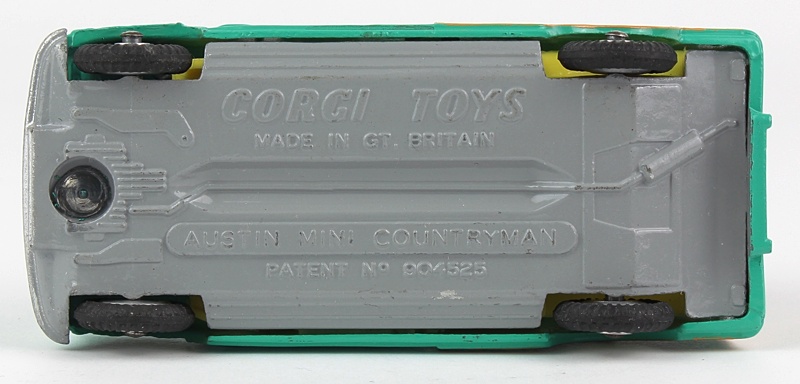 CORGI TOYS
MADE IN GT. BRITAIN
AUSTIN MINI COUNTRYMAN
PATENT Nº 904525